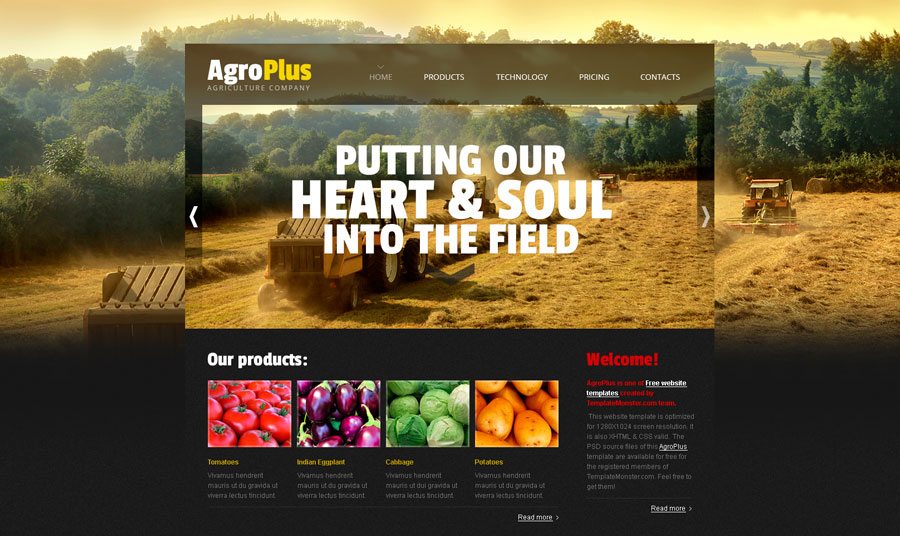 AgroPlus
AGRICULTURE COMPANY
HOME
PRODUCTS
TECHNOLOGY
PRICING
CONTACTS
PUTTING OUR
HEART & SOUL
INTO THE FIELD
Our products:
Tomatoes
Vivamus hendrerit
mauris ut du gravida ut
viverra lectus tincidunt.
Indian Eggplant
Vivamus hendrerit
mauris ut du gravida ut
viverra lectus tincidunt.
Cabbage
Vivamus hendrerit
mauris ut dui gravida ut
viverra lectus tincidunt.
Potatoes
Vivamus hendrerit
mauris ut du gravida ut
viverra lectus tincidunt.
Read more
Welcome!
AgroPlus is one of Free website
templates created by
TemplateMonster.com team.
This website template is optimized
for 1280X1024 screen resolution. It
is also XHTML & CSS valid. The
PSD source files of this AgroPlus
template are available for free for
the registered members of
TemplateMonster.com. Feel free to
get them!
Read more